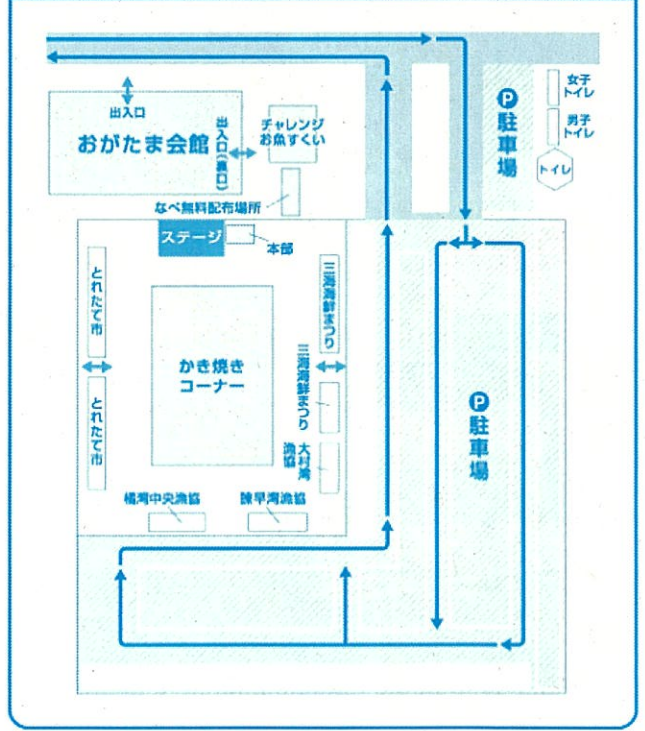 出入口
おがたま会館
出入口(裏口)
チャレンジ
お魚すくい
なべ無料配布場所
ステージ
本部
P
駐車場
女子
トイレ
男子
トイレ
トイレ
とれたて市
とれたて市
かき焼き
コーナー
三海海鮮まつり
三海海鮮まつり
大村湾
漁協
橘湾中央漁協
諫早湾漁協
P
駐車場